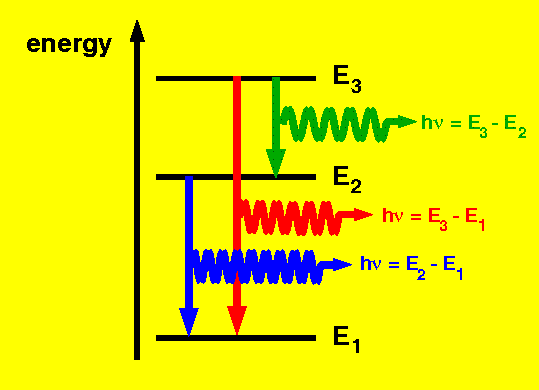 energy
E3
hν = E3 - E2
E2
hν = E3 - E1
hν = E2 - E1
E1